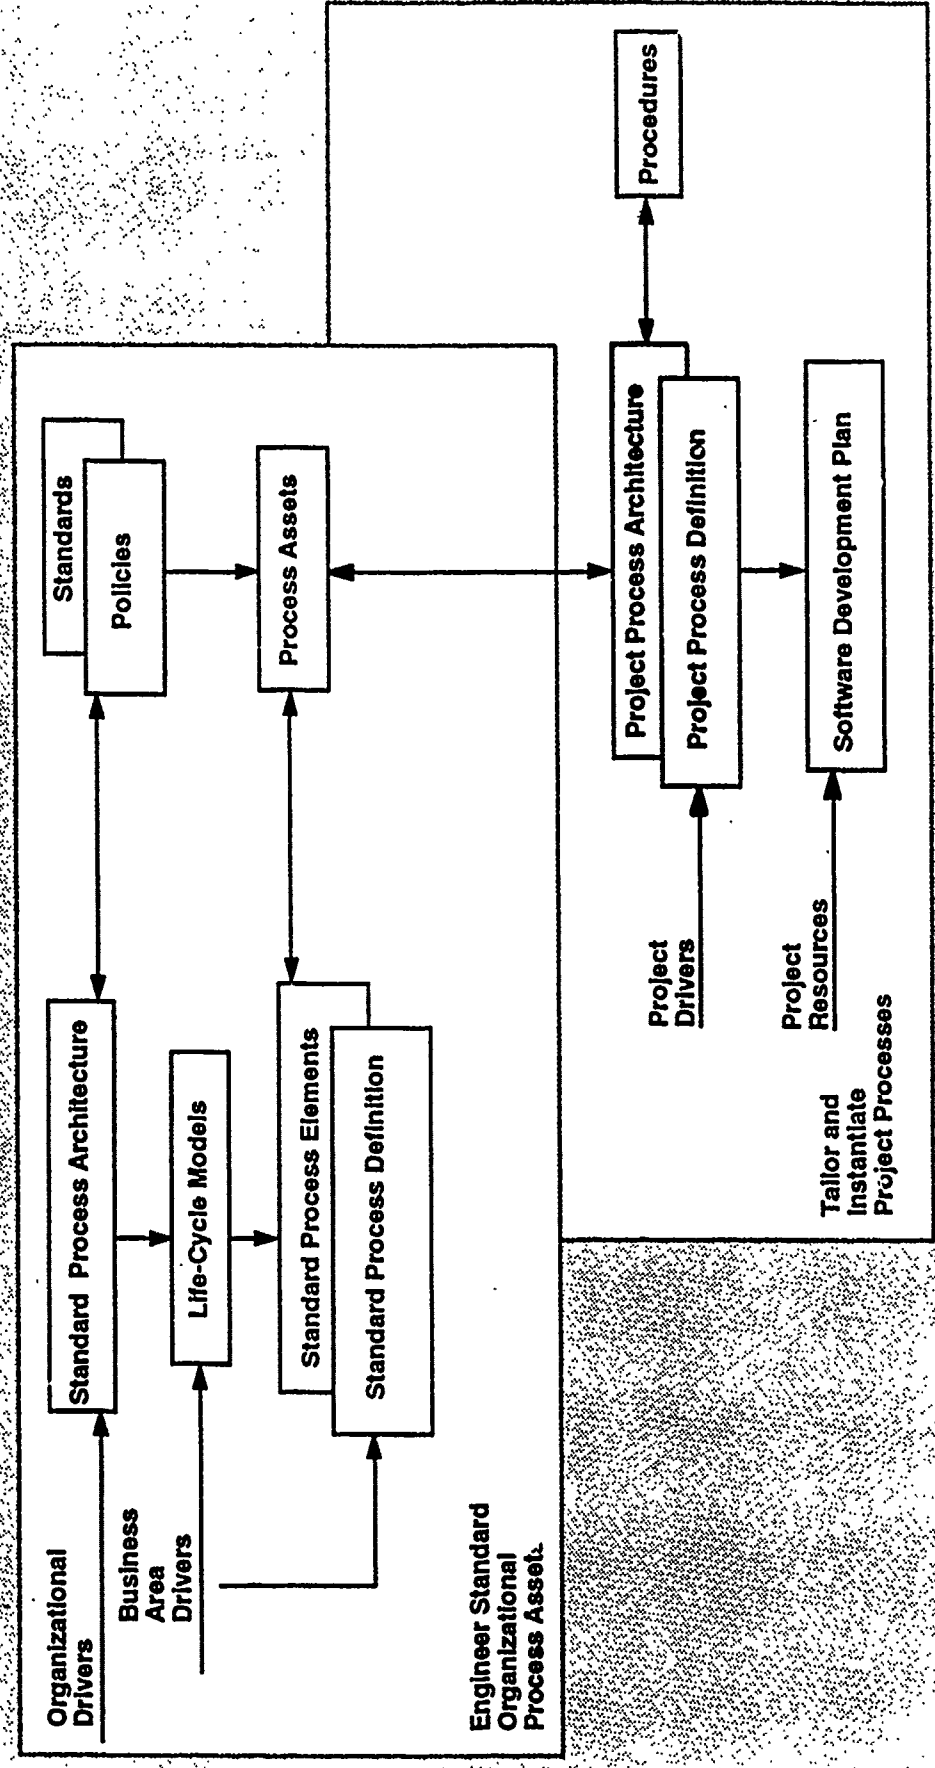 Organizational
Drivers
Standard Process Architecture
Standards
Policies
Business
Area
Drivers
Life-Cycle Models
Process Assets
Standard Process Elements
Standard Process Definition
Engineer Standard
Organizational
Process Assets
Procedures
Project Process Architecture
Project Process Definition
Project
Drivers
Software Development Plan
Project
Resources
Tailor and
Instantiate
Project Processes